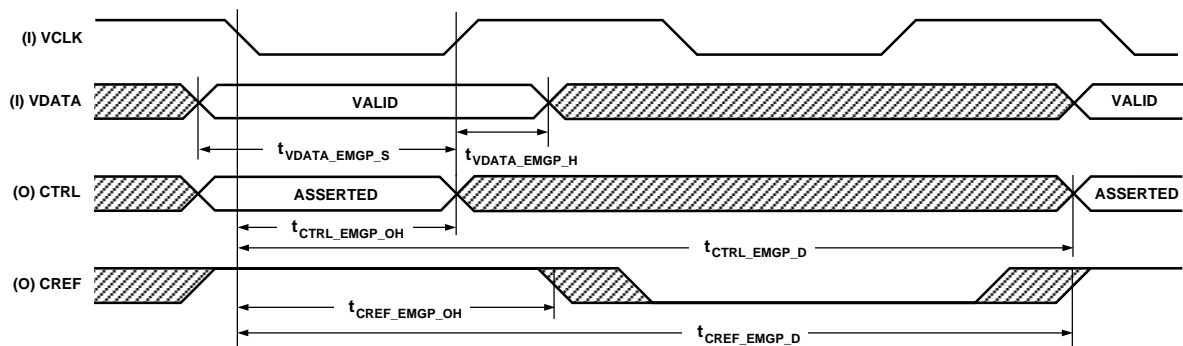 (I) VCLK
(I) VDATA
VALID
VALID
tVDATA_EMGP_S
tVDATA_EMGP_H
(O) CTRL
ASSERTED
ASSERTED
tCTRL_EMGP_OH
tCTRL_EMGP_D
(O) CREF
tCREF_EMGP_OH
tCREF_EMGP_D